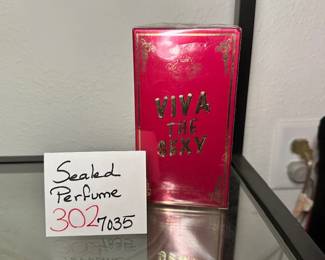 VIVA
THE
SEXY
Sealed
Perfume
302 7035